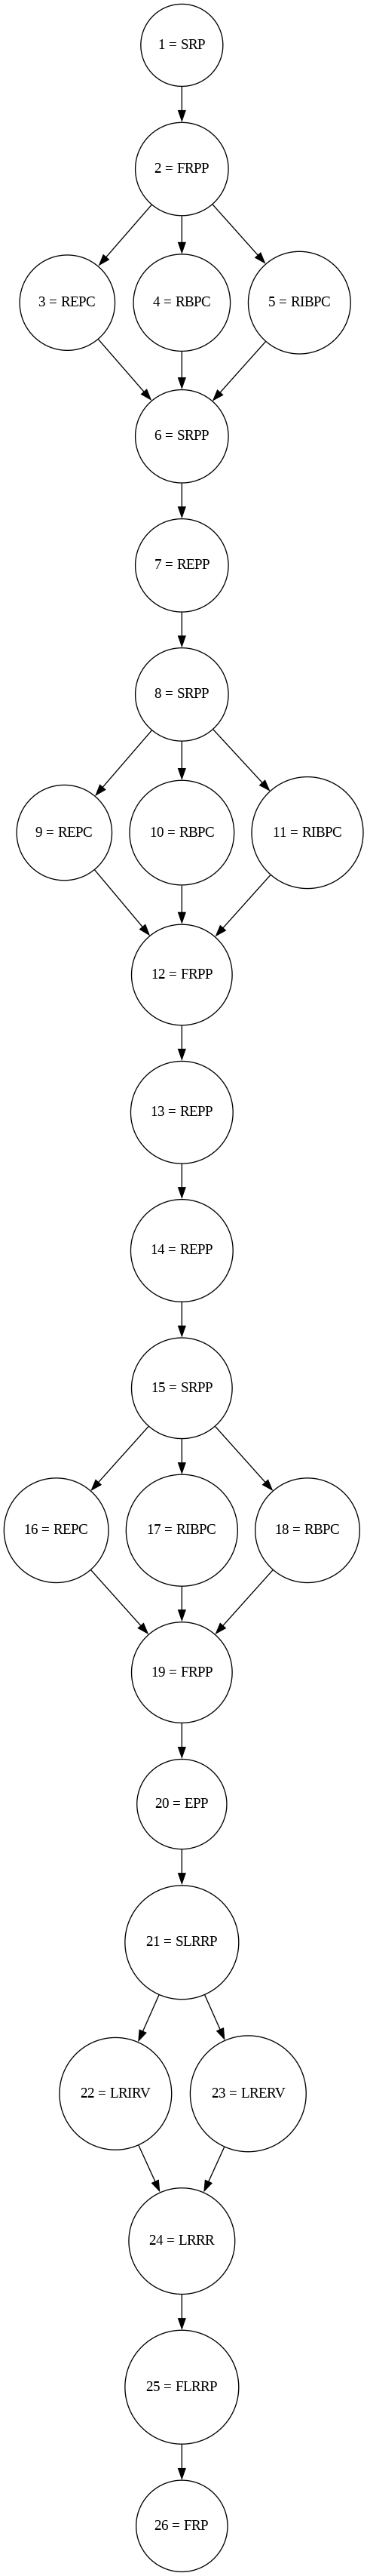 1 = SRP
2 = FRPP
3 = REPC
4 = RBPC
5 = RIBPC
6 = SRPP
7 = REPP
8 = SRPP
9 = REPC
10 = RBPC
11 = RIBPC
12 = FRPP
13 = REPP
14 = REPP
15 = SRPP
16 = REPC
17 = RIBPC
18 = RBPC
19 = FRPP
20 = EPP
21 = SLRRP
22 = LRIRV
23 = LRERV
24 = LRRR
25 = FLRRP
26 = FRP